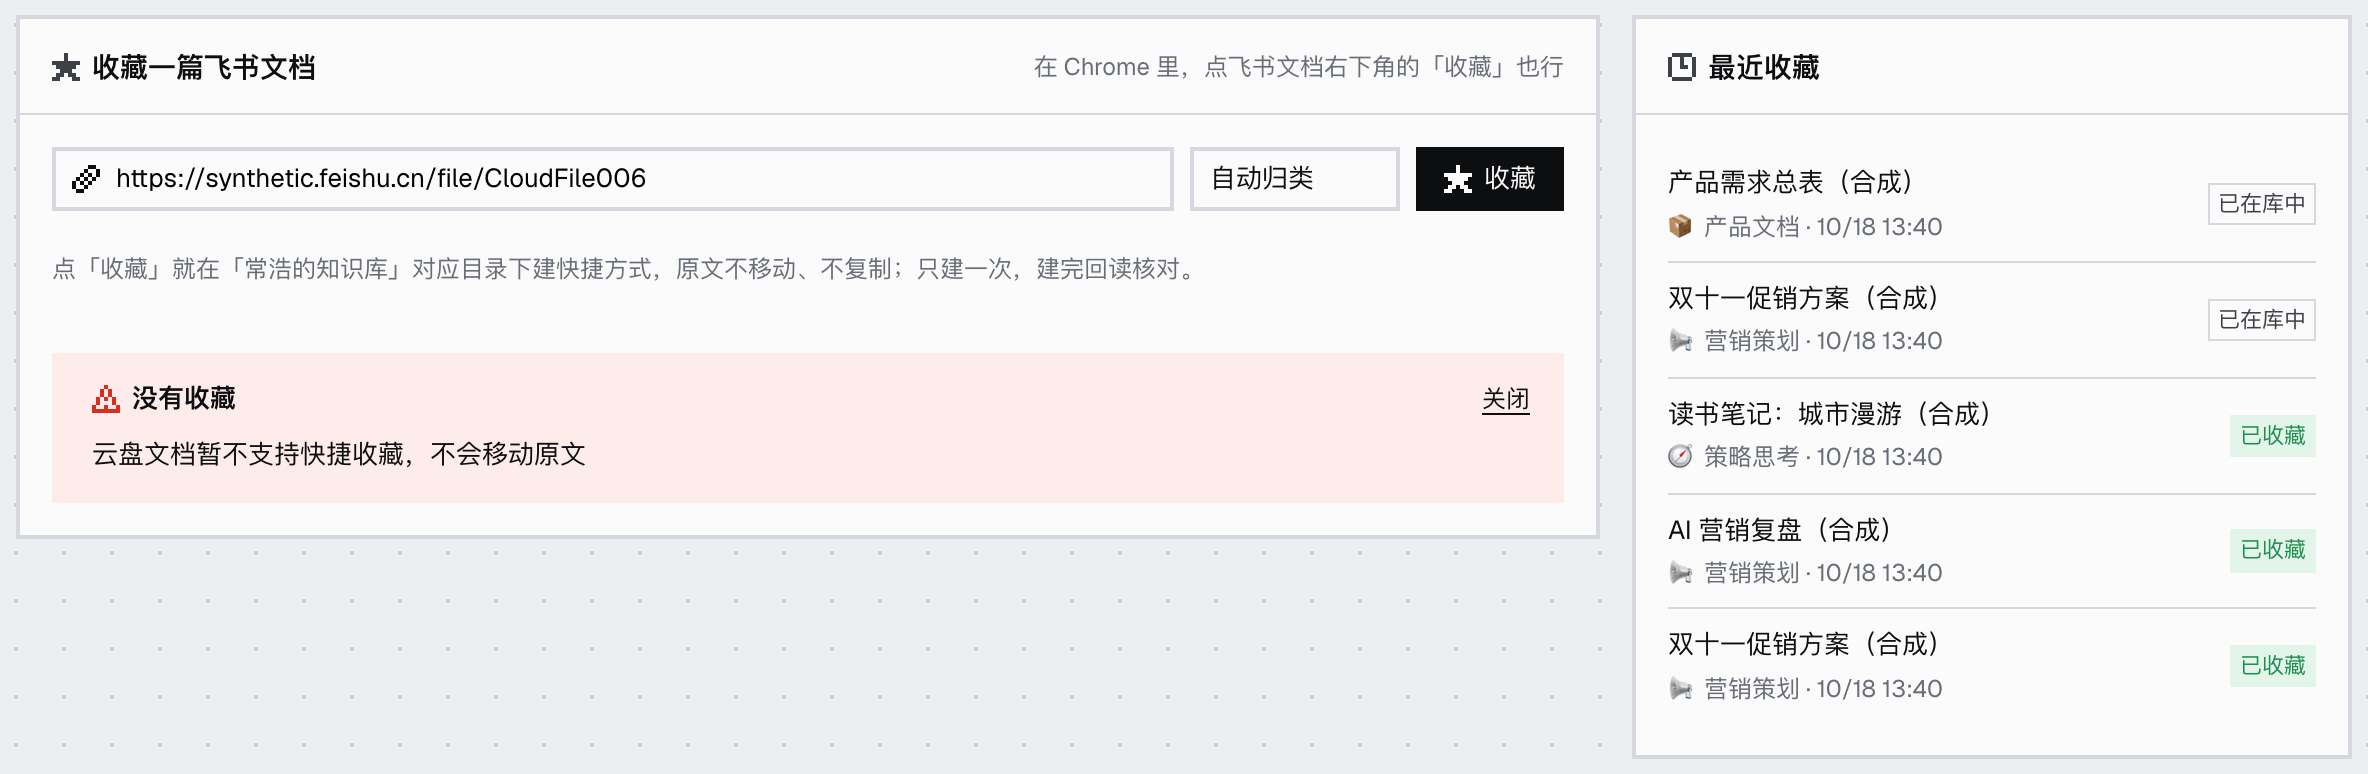 收藏一篇飞书文档
在 Chrome 里，点飞书文档右下角的「收藏」也行
https://synthetic.feishu.cn/file/CloudFile006
自动归类
收藏
点「收藏」就在「常浩的知识库」对应目录下建快捷方式，原文不移动、不复制；只建一次，建完回读核对。
没有收藏
关闭
云盘文档暂不支持快捷收藏，不会移动原文
最近收藏
产品需求总表（合成）
产品文档 · 10/18 13:40
已在库中
双十一促销方案（合成）
营销策划 · 10/18 13:40
已在库中
读书笔记：城市漫游（合成）
策略思考 · 10/18 13:40
已收藏
AI 营销复盘（合成）
营销策划 · 10/18 13:40
已收藏
双十一促销方案（合成）
营销策划 · 10/18 13:40
已收藏